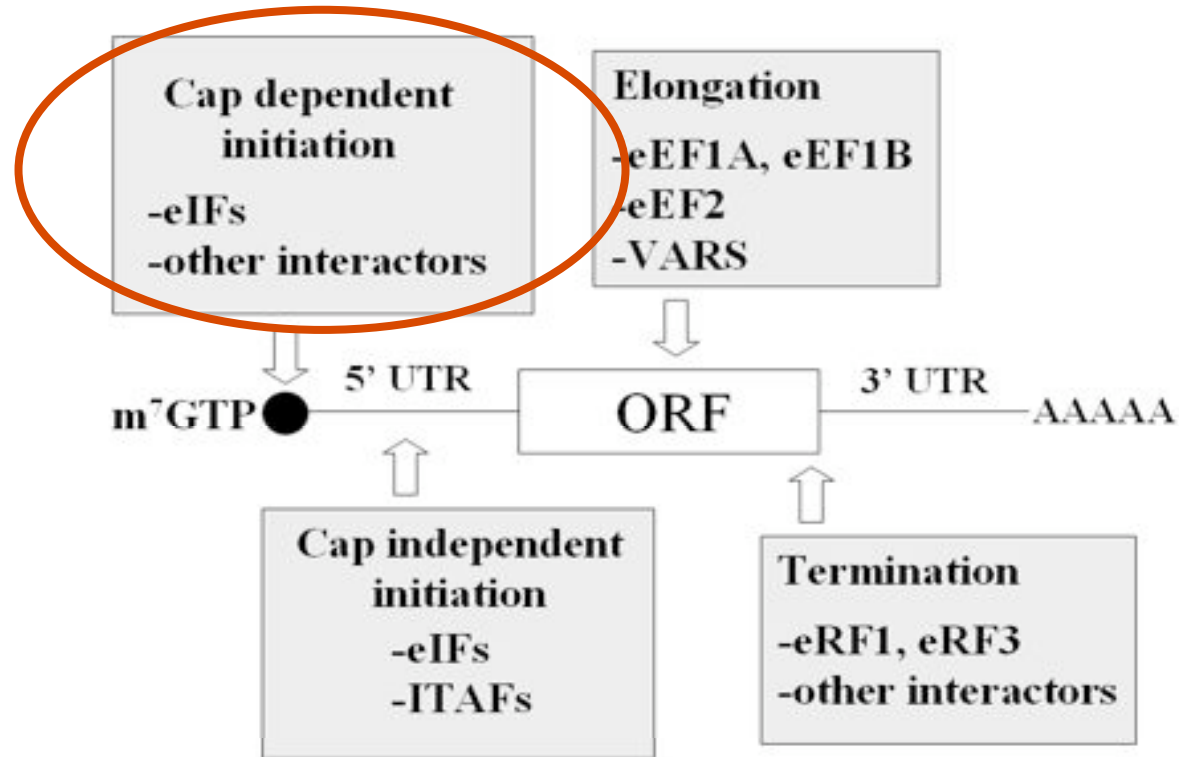 Cap dependent
initiation
-eIFs
-other interactors
Elongation
-eEF1A, eEF1B
-eEF2
-VARS
m⁷GTP
5’ UTR
ORF
3’ UTR
AAAAA
Cap independent
initiation
-eIFs
-ITAFs
Termination
-eRF1, eRF3
-other interactors